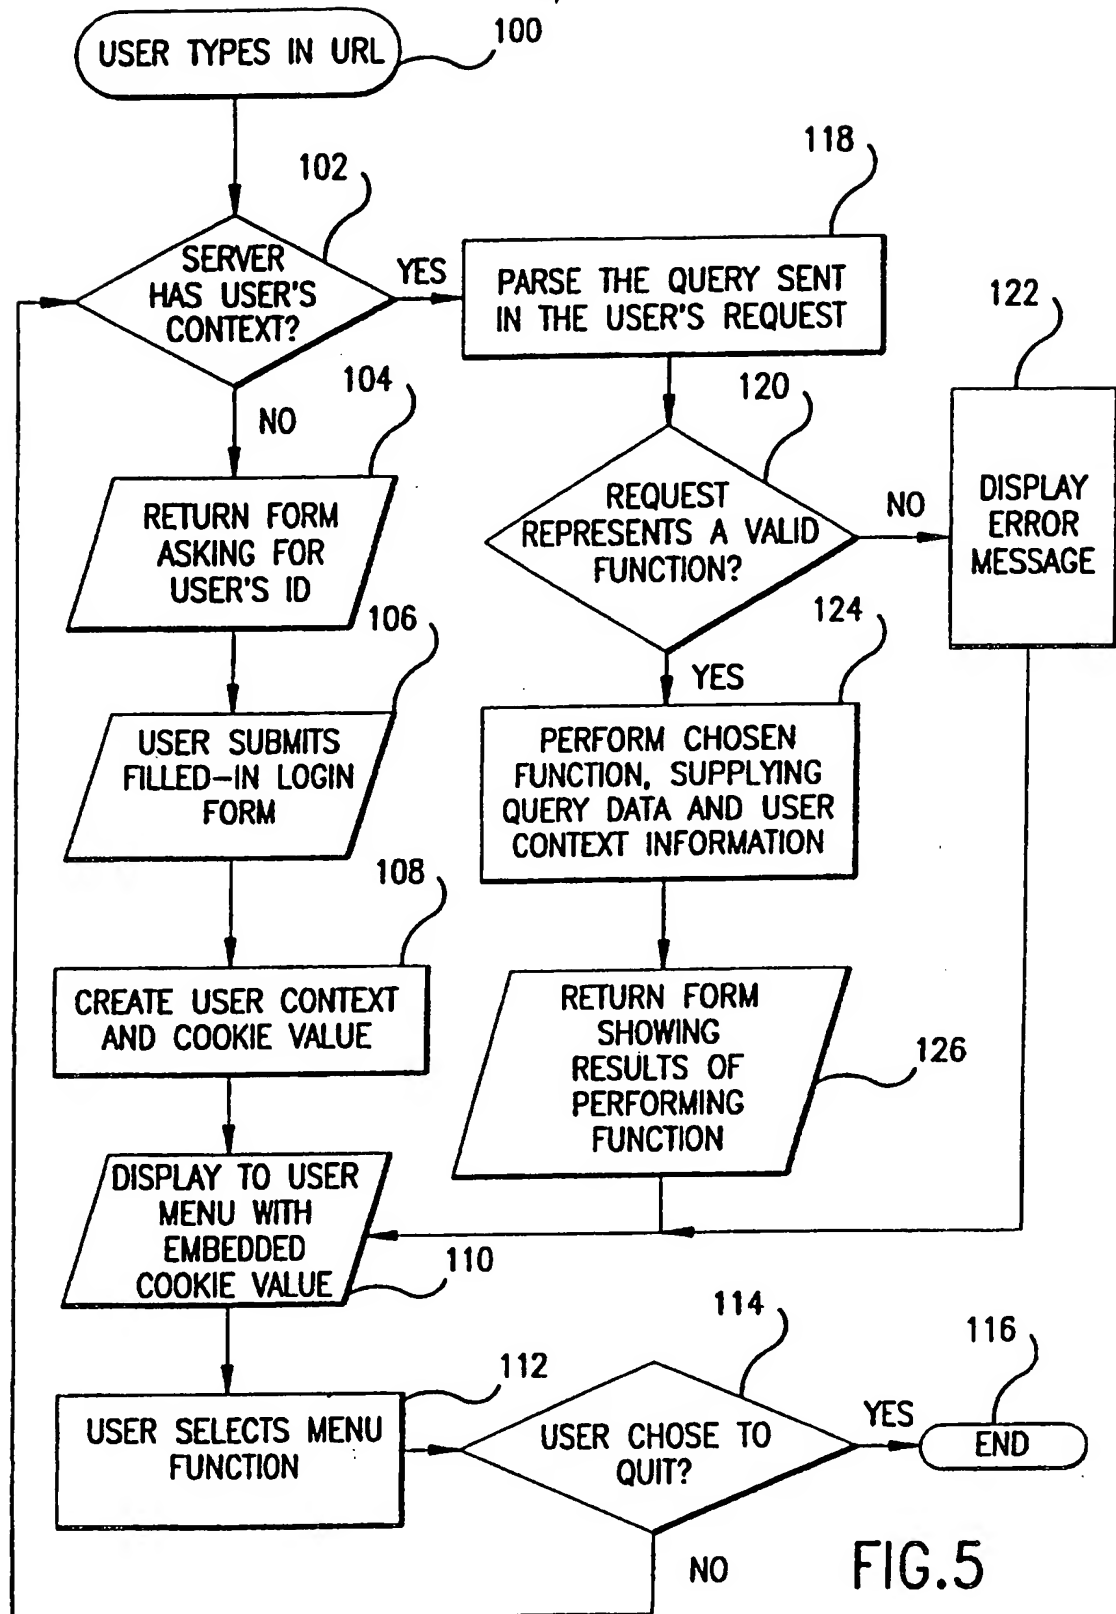 USER TYPES IN URL
100
102
SERVER
HAS USER'S
CONTEXT?
YES
NO
118
PARSE THE QUERY SENT
IN THE USER'S REQUEST
104
RETURN FORM
ASKING FOR
USER'S ID
120
REQUEST
REPRESENTS A VALID
FUNCTION?
NO
YES
122
DISPLAY
ERROR
MESSAGE
106
USER SUBMITS
FILLED-IN LOGIN
FORM
124
PERFORM CHOSEN
FUNCTION, SUPPLYING
QUERY DATA AND USER
CONTEXT INFORMATION
108
CREATE USER CONTEXT
AND COOKIE VALUE
RETURN FORM
SHOWING
RESULTS OF
PERFORMING
FUNCTION
126
DISPLAY TO USER
MENU WITH
EMBEDDED
COOKIE VALUE
110
112
USER SELECTS MENU
FUNCTION
114
USER CHOSE TO
QUIT?
YES
NO
116
END
FIG.5